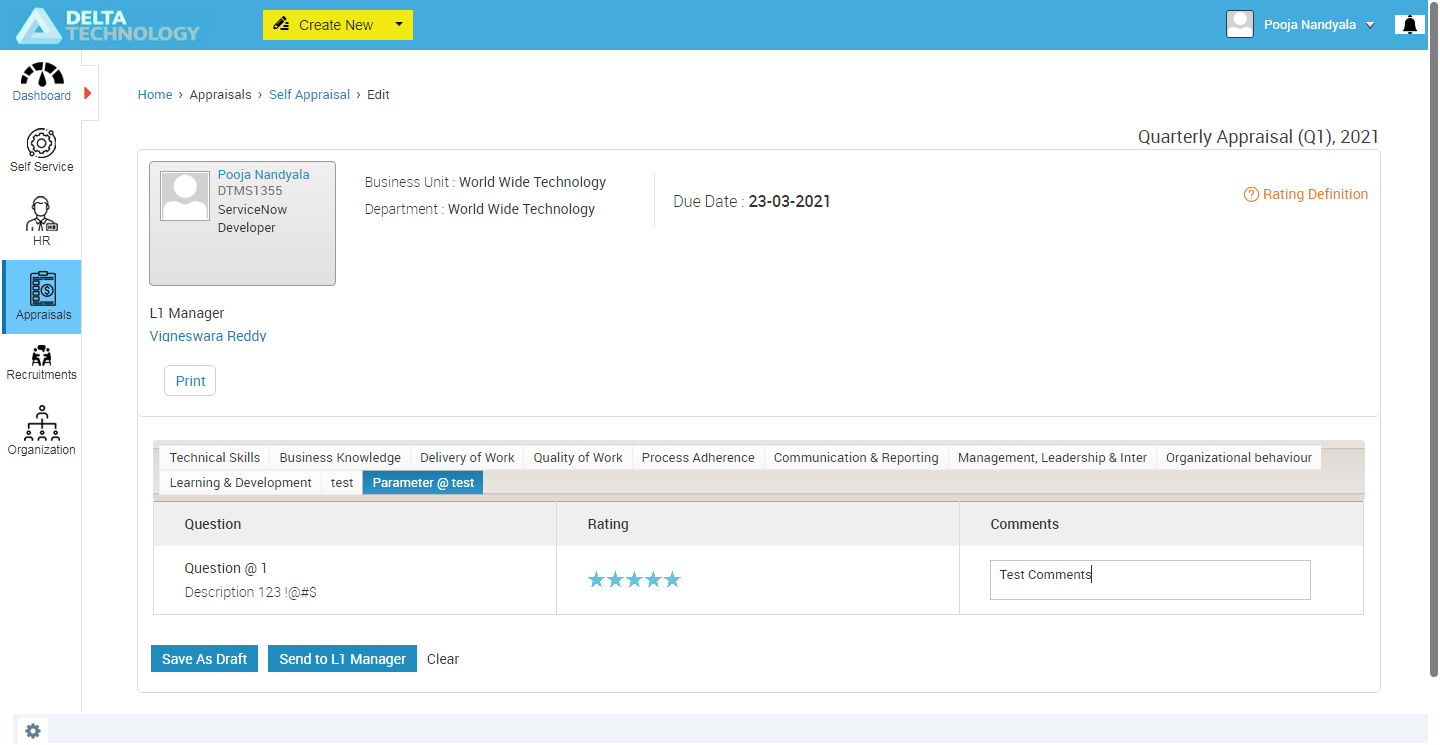 DELTA
TECHNOLOGY
Create New
Pooja Nandyala
Dashboard
Home › Appraisals › Self Appraisal › Edit
Self Service
HR
Appraisals
Recruitments
Organization
Quarterly Appraisal (Q1), 2021
Pooja Nandyala
DTMS1355
ServiceNow
Developer
Business Unit : World Wide Technology
Department : World Wide Technology
Due Date : 23-03-2021
? Rating Definition
L1 Manager
Vigneswara Reddy
Print
Technical Skills Business Knowledge Delivery of Work Quality of Work Process Adherence Communication & Reporting Management, Leadership & Inter Organizational behaviour
Learning & Development test Parameter @ test
Question Rating Comments
Question @ 1
Description 123 !@#$
Test Comments
Save As Draft Send to L1 Manager Clear